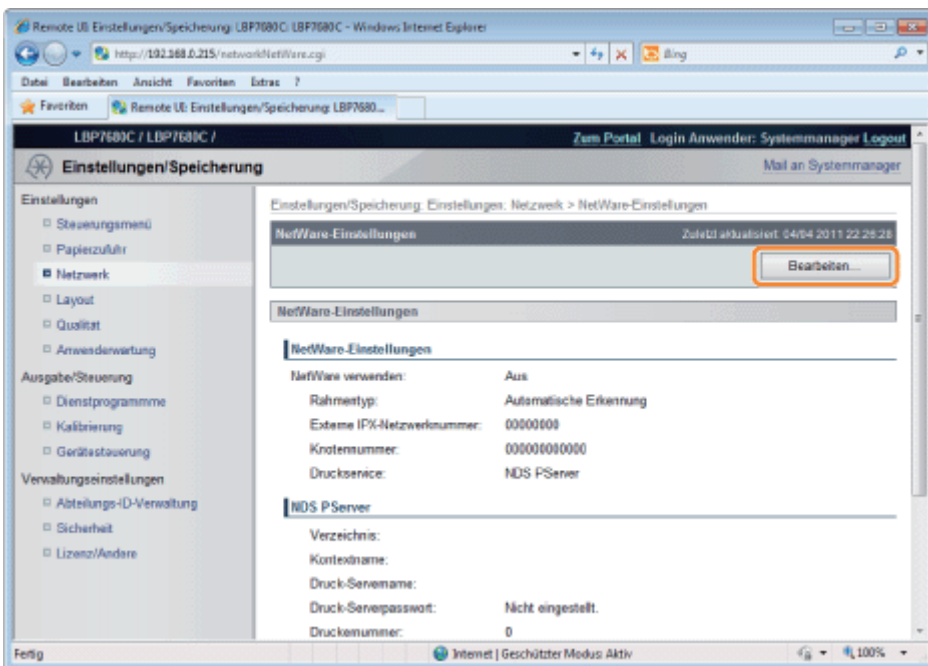 Remote UI: Einstellungen/Speicherung: LBP7680C: LBP7680C - Windows Internet Explorer
http://192.168.0.215/networkNetWare.cgi
Bing
Datei Bearbeiten Ansicht Favoriten Extras ?
Favoriten Remote UI: Einstellungen/Speicherung: LBP7680...
LBP7680C / LBP7680C /
Zum Portal Login Anwender: Systemmanager Logout
Einstellungen/Speicherung
Mail an Systemmanager
Einstellungen
Steuerungsmenü
Papierzufuhr
Netzwerk
Layout
Qualität
Anwenderwartung
Ausgabe/Steuerung
Dienstprogrammme
Kalibrierung
Gerätesteuerung
Verwaltungseinstellungen
Abteilungs-ID-Verwaltung
Sicherheit
Lizenz/Andere
Einstellungen/Speicherung: Einstellungen: Netzwerk > NetWare-Einstellungen
NetWare-Einstellungen
Zuletzt aktualisiert: 04/04 2011 22:26:28
Bearbeiten...
NetWare-Einstellungen
NetWare-Einstellungen
NetWare verwenden: Aus
Rahmentyp: Automatische Erkennung
Externe IPX-Netzwerknummer: 00000000
Knotennummer: 000000000000
Druckservice: NDS PServer
NDS PServer
Verzeichnis:
Kontextname:
Druck-Servername:
Druck-Serverpasswort: Nicht eingestellt.
Druckernummer: 0
Fertig
Internet | Geschützter Modus: Aktiv
100%